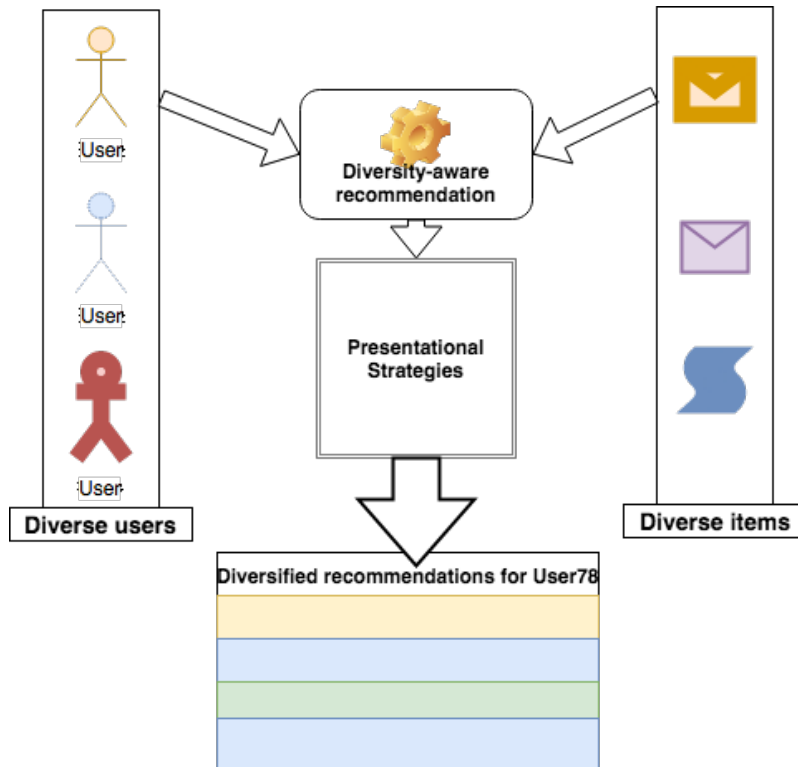 User
User
User
Diverse users
Diversity-aware
recommendation
Presentational
Strategies
Diverse items
Diversified recommendations for User78